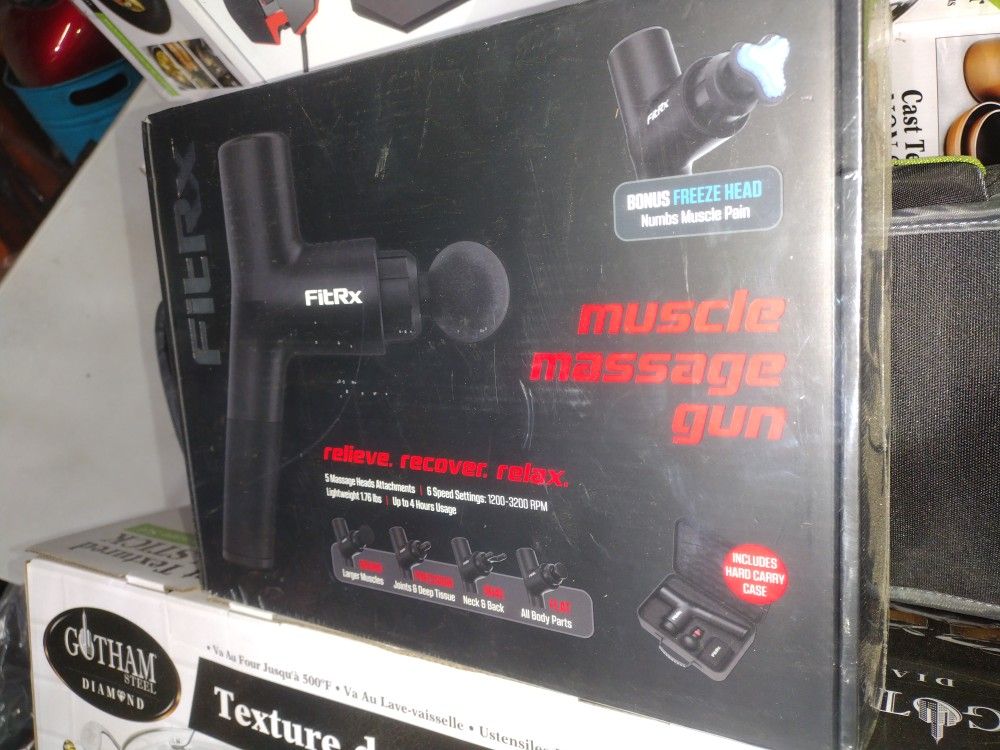 FitRx
FitRx
BONUS FREEZE HEAD
Numbs Muscle Pain
FitRx
muscle
massage
gun
relieve. recover. relax.
5 Massage Heads Attachments | 6 Speed Settings: 1200-3200 RPM
Lightweight 1.76 lbs | Up to 4 Hours Usage
Larger Muscles
Joints & Deep Tissue
Neck & Back
FLAT
All Body Parts
INCLUDES
HARD CARRY
CASE
Cast
GOTHAM
STEEL
DIAMOND
• Va Au Four Jusqu'à 500°F • Va Au Lave-vaisselle • Ustensiles
Texture d